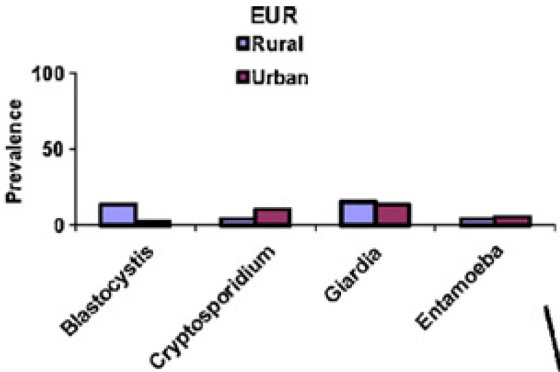 EUR
Rural
Urban
Prevalence
100
50
0
Blastocystis
Cryptosporidium
Giardia
Entamoeba